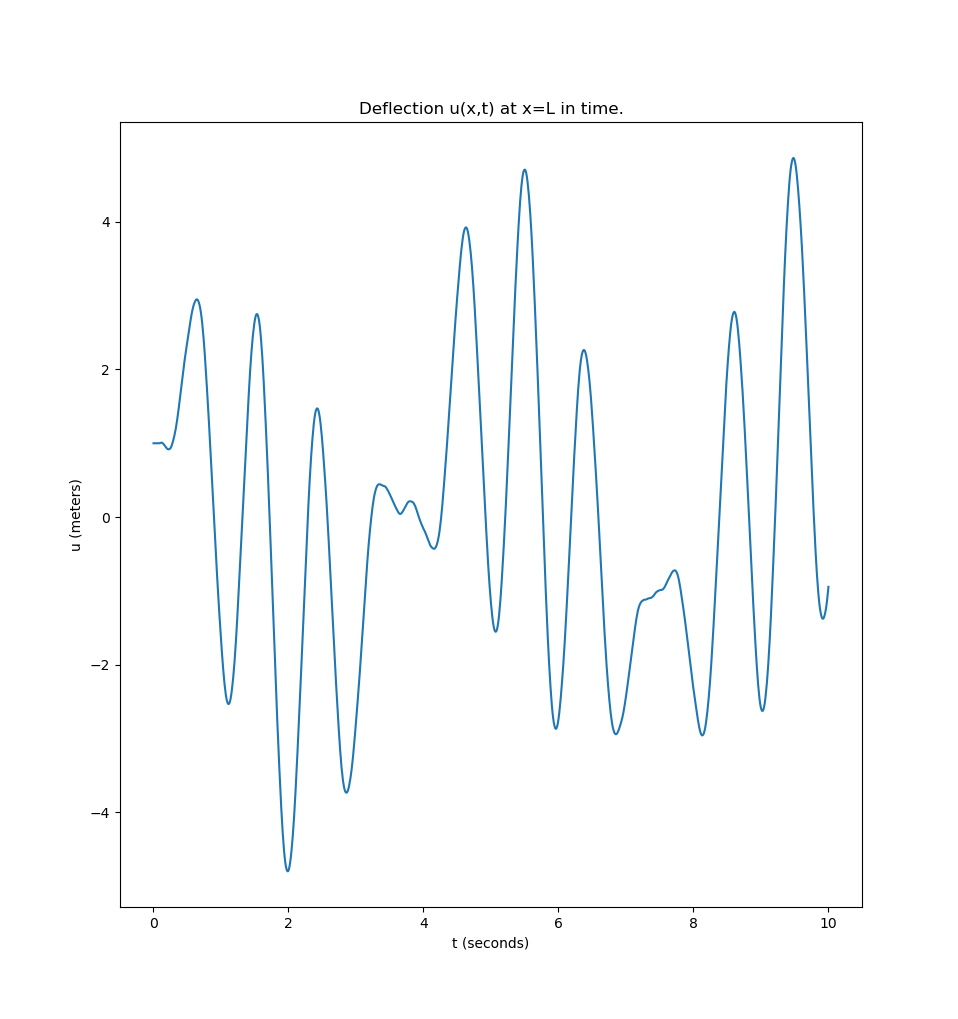 Deflection u(x,t) at x=L in time.
u (meters)
4
2
0
−2
−4
0 2 4 6 8 10
t (seconds)